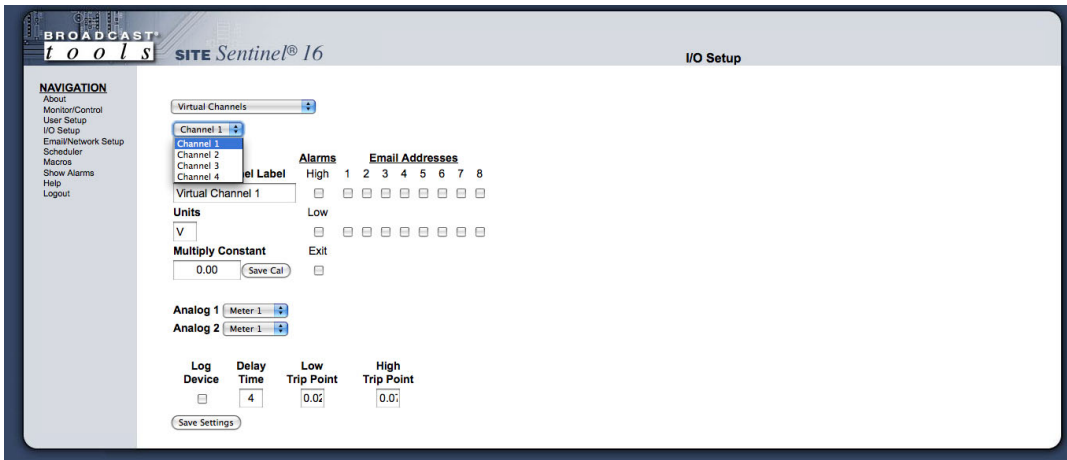 BROADCAST
tools
SITE Sentinel® 16
I/O Setup
NAVIGATION
About
Monitor/Control
User Setup
I/O Setup
Email/Network Setup
Scheduler
Macros
Show Alarms
Help
Logout
Virtual Channels
Channel 1
Channel 1
Channel 2
Channel 3
Channel 4
Alarms Email Addresses
Label High 1 2 3 4 5 6 7 8
Virtual Channel 1
Units Low
V
Multiply Constant Exit
0.00 Save Cal
Analog 1 Meter 1
Analog 2 Meter 1
Log Delay Low High
Device Time Trip Point Trip Point
4 0.02
Save Settings